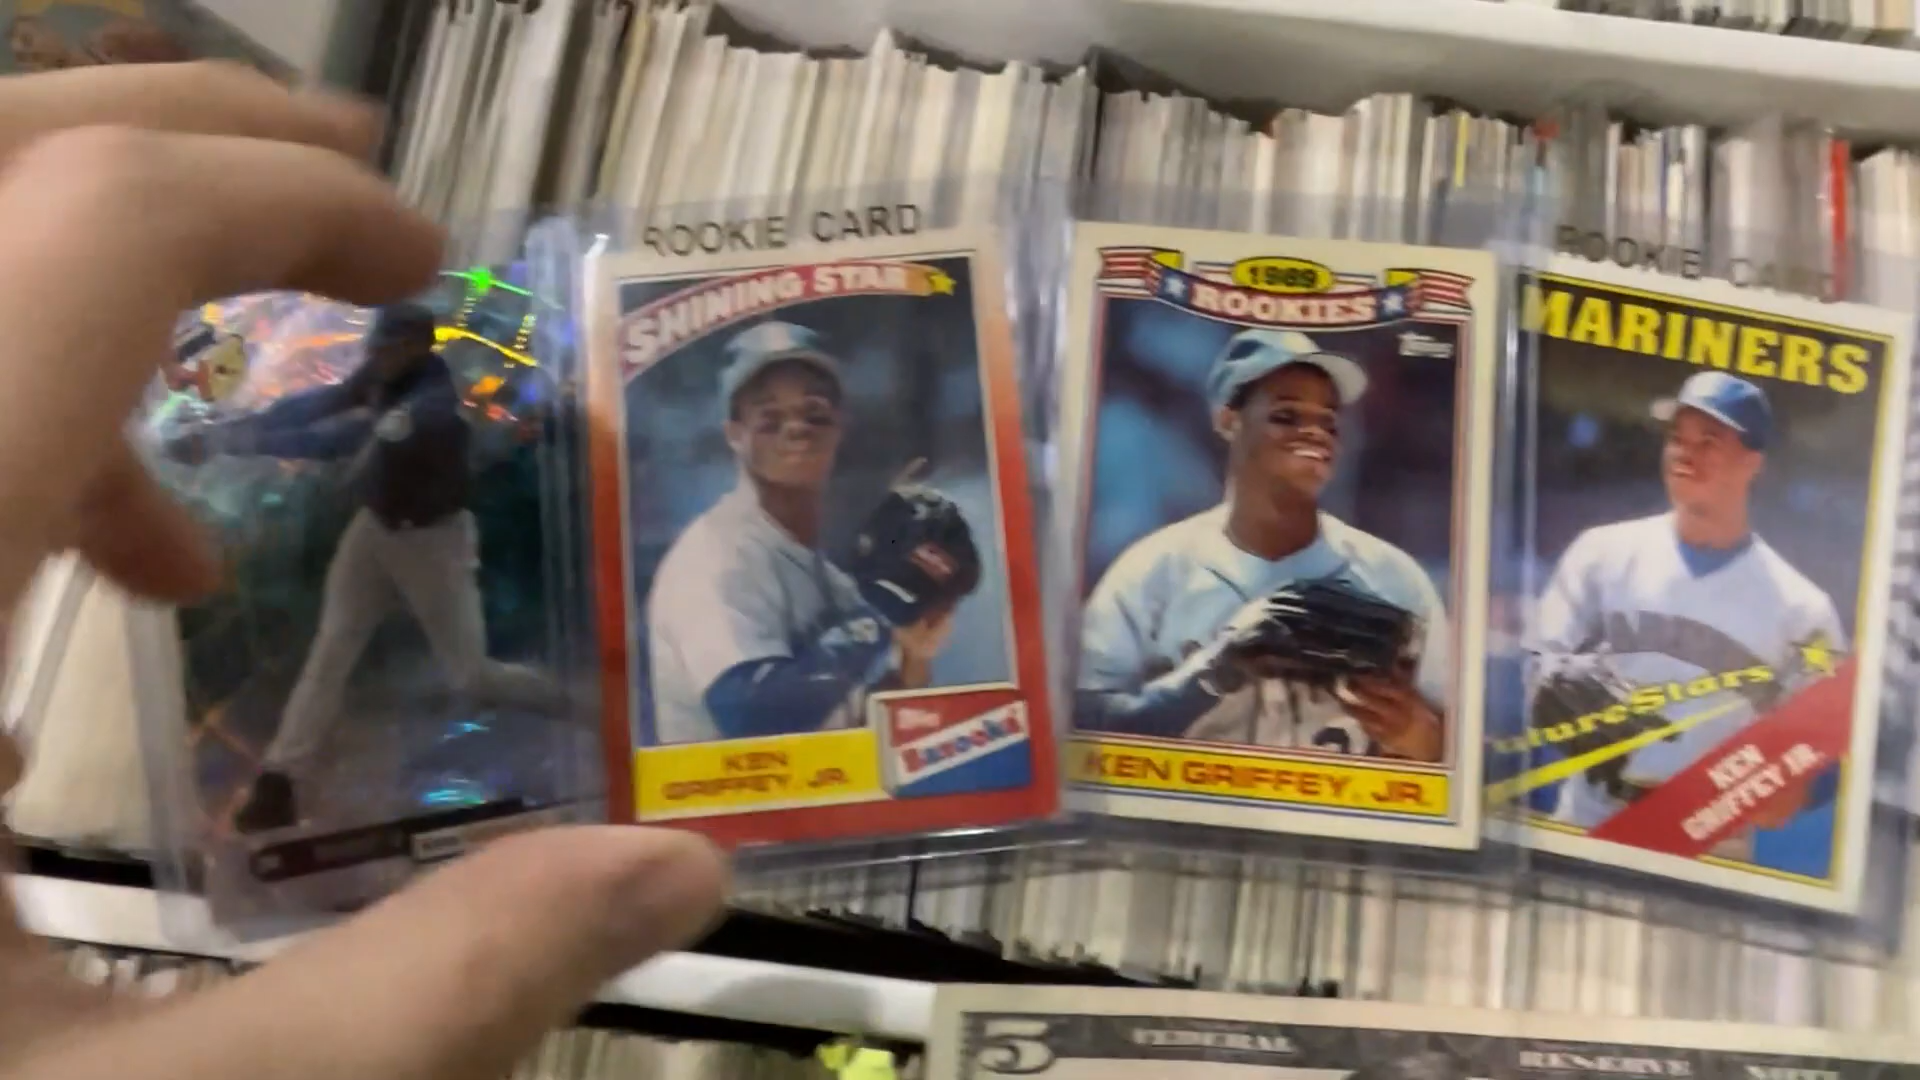 ROOKIE CARD
SHINING STAR
Topps
Bazooka
KEN
GRIFFEY, JR.
1989
ROOKIES
Topps
KEN GRIFFEY, JR.
ROOKIE CARD
MARINERS
Future Stars
KEN
GRIFFEY JR.
5
FEDERAL RESERVE NOTE